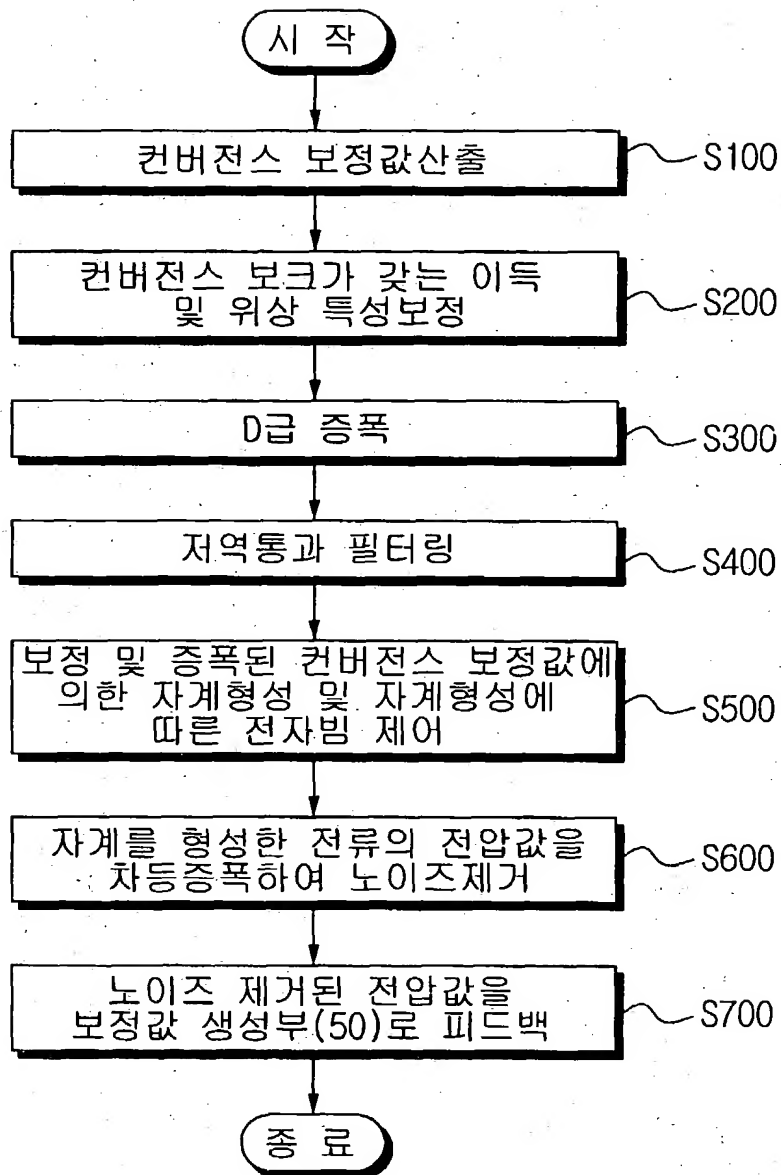 시 작
컨버전스 보정값산출
S100
컨버전스 보크가 갖는 이득
및 위상 특성보정
S200
D급 증폭
S300
저역통과 필터링
S400
보정 및 증폭된 컨버전스 보정값에
의한 자계형성 및 자계형성에
따른 전자빔 제어
S500
자계를 형성한 전류의 전압값을
차등증폭하여 노이즈제거
S600
노이즈 제거된 전압값을
보정값 생성부(50)로 피드백
S700
종 료